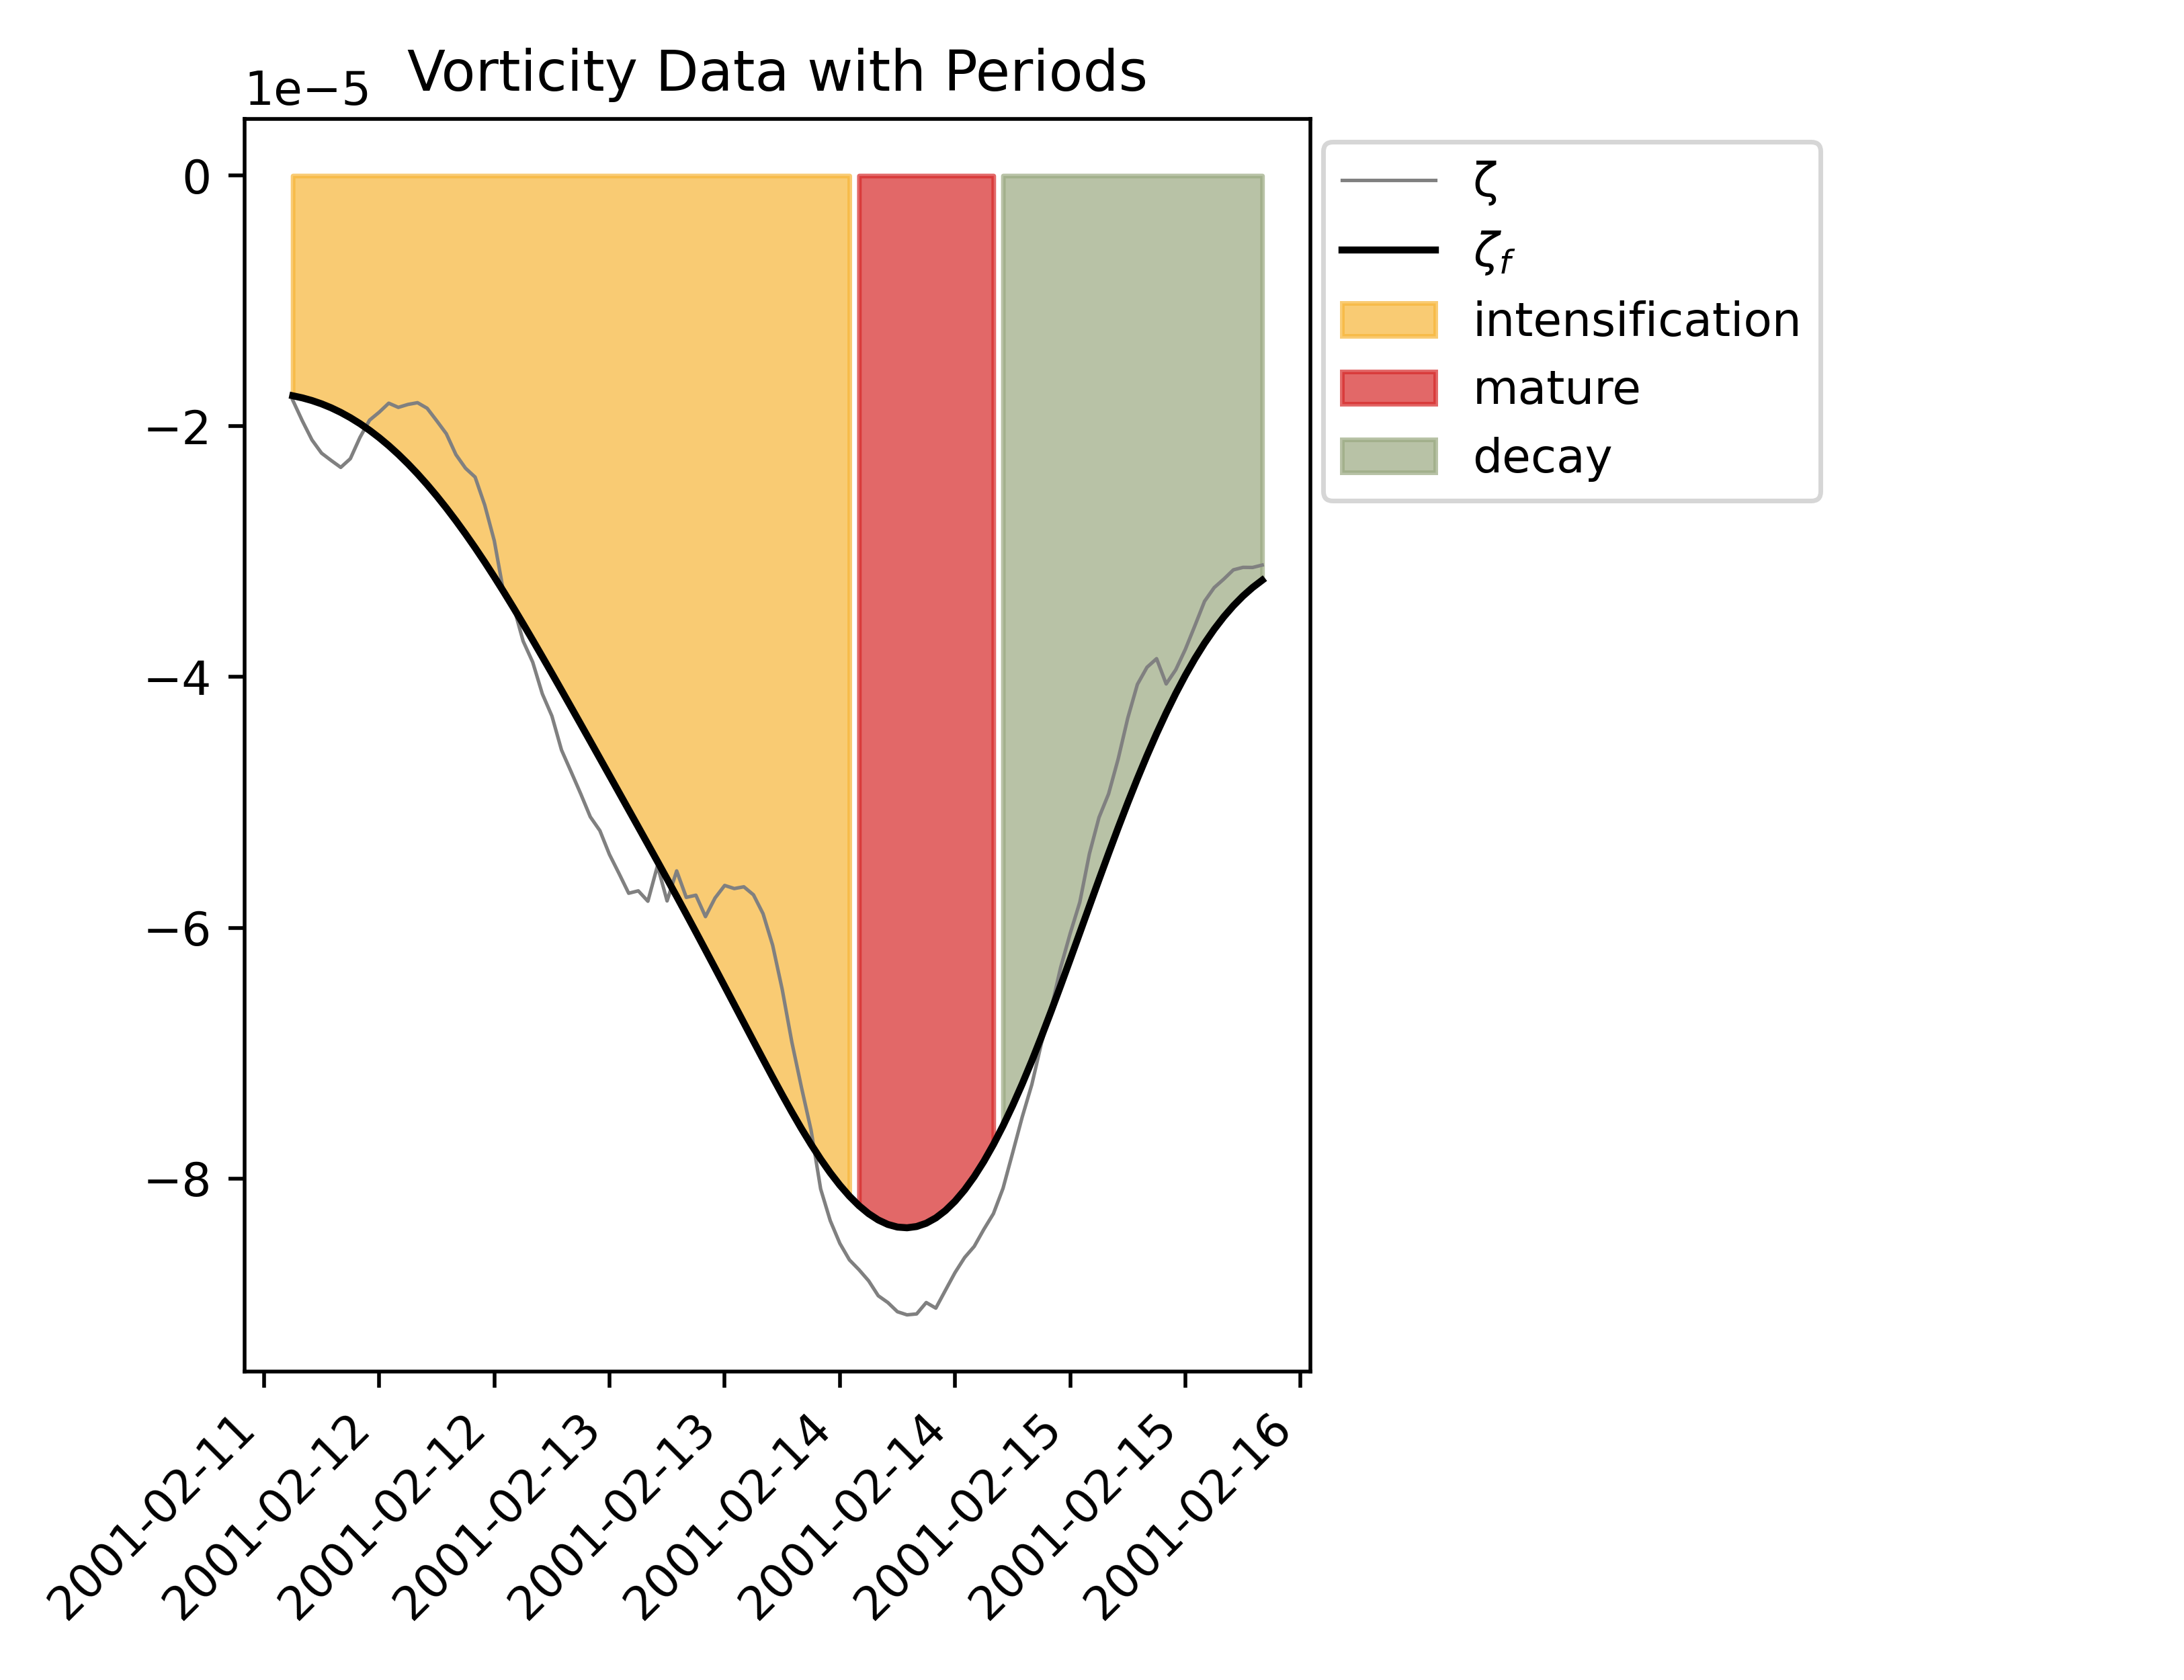 Vorticity Data with Periods
1e−5
0
−2
−4
−6
−8
2001-02-11
2001-02-12
2001-02-12
2001-02-13
2001-02-13
2001-02-14
2001-02-14
2001-02-15
2001-02-15
2001-02-16
ζ
ζf
intensification
mature
decay